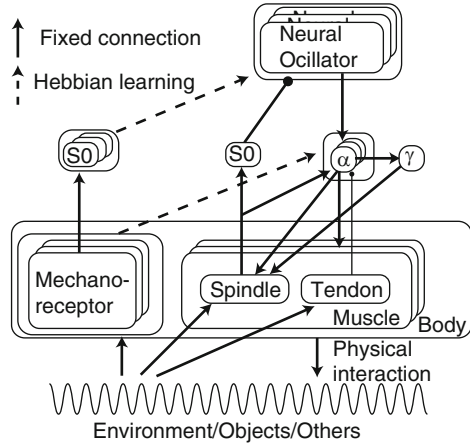 Fixed connection
Hebbian learning
Neural
Neural
Ocillator
S0
S0
α
γ
Mechano-
receptor
Spindle
Tendon
Muscle
Body
Physical
interaction
Environment/Objects/Others